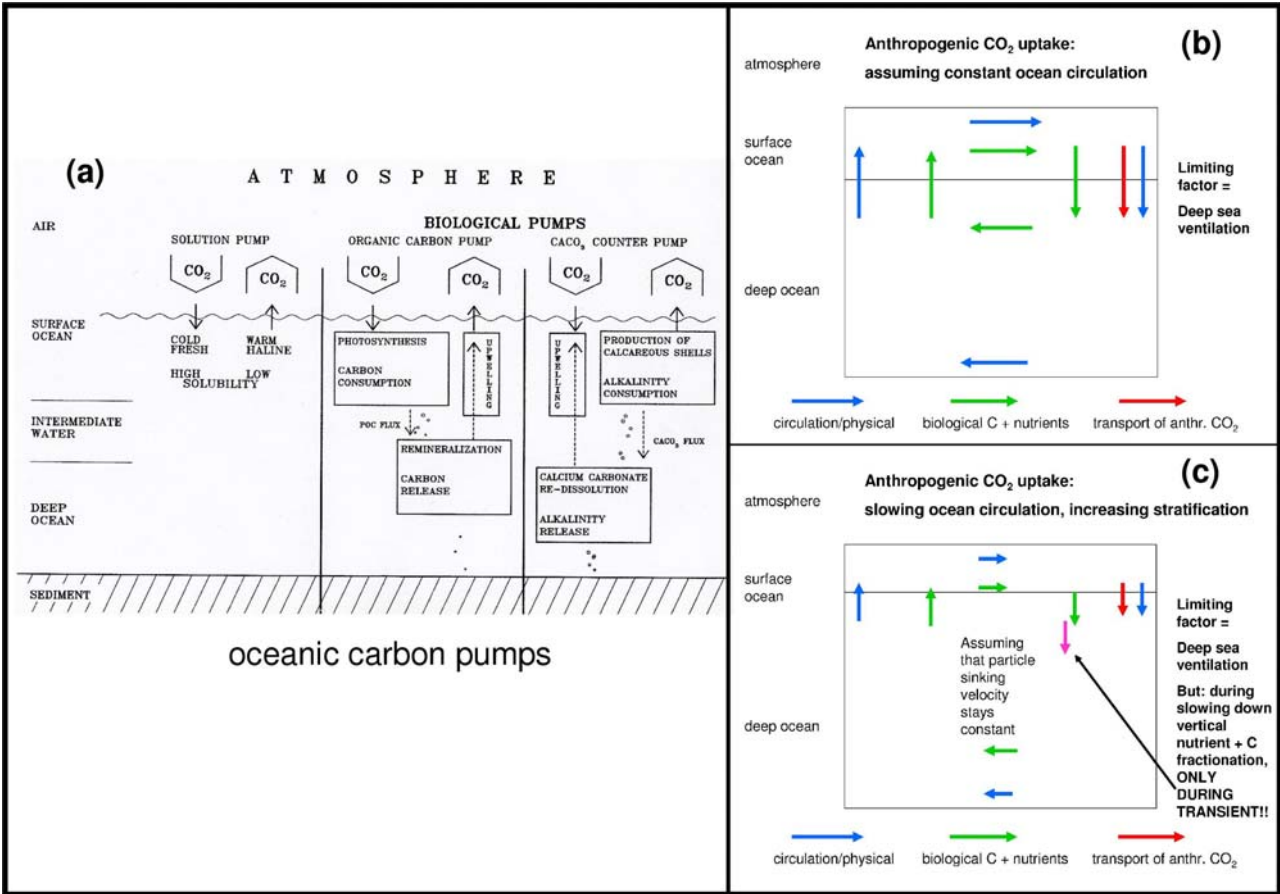 (a)
A T M O S P H E R E
AIR
BIOLOGICAL PUMPS
SOLUTION PUMP
ORGANIC CARBON PUMP
CACO₃ COUNTER PUMP
CO₂
CO₂
CO₂
CO₂
CO₂
CO₂
SURFACE
OCEAN
COLD
FRESH
WARM
HALINE
HIGH
LOW
SOLUBILITY
PHOTOSYNTHESIS
CARBON
CONSUMPTION
UPWELLING
UPWELLING
PRODUCTION OF
CALCAREOUS SHELLS
ALKALINITY
CONSUMPTION
INTERMEDIATE
WATER
POC FLUX
CACO₃ FLUX
REMINERALIZATION
CARBON
RELEASE
DEEP
OCEAN
CALCIUM CARBONATE
RE-DISSOLUTION
ALKALINITY
RELEASE
SEDIMENT
oceanic carbon pumps
(b)
Anthropogenic CO₂ uptake:
assuming constant ocean circulation
atmosphere
surface
ocean
deep ocean
Limiting
factor =
Deep sea
ventilation
circulation/physical
biological C + nutrients
transport of anthr. CO₂
(c)
Anthropogenic CO₂ uptake:
slowing ocean circulation, increasing stratification
atmosphere
surface
ocean
deep ocean
Assuming
that particle
sinking
velocity
stays
constant
Limiting
factor =
Deep sea
ventilation
But: during
slowing down
vertical
nutrient + C
fractionation,
ONLY
DURING
TRANSIENT!!
circulation/physical
biological C + nutrients
transport of anthr. CO₂